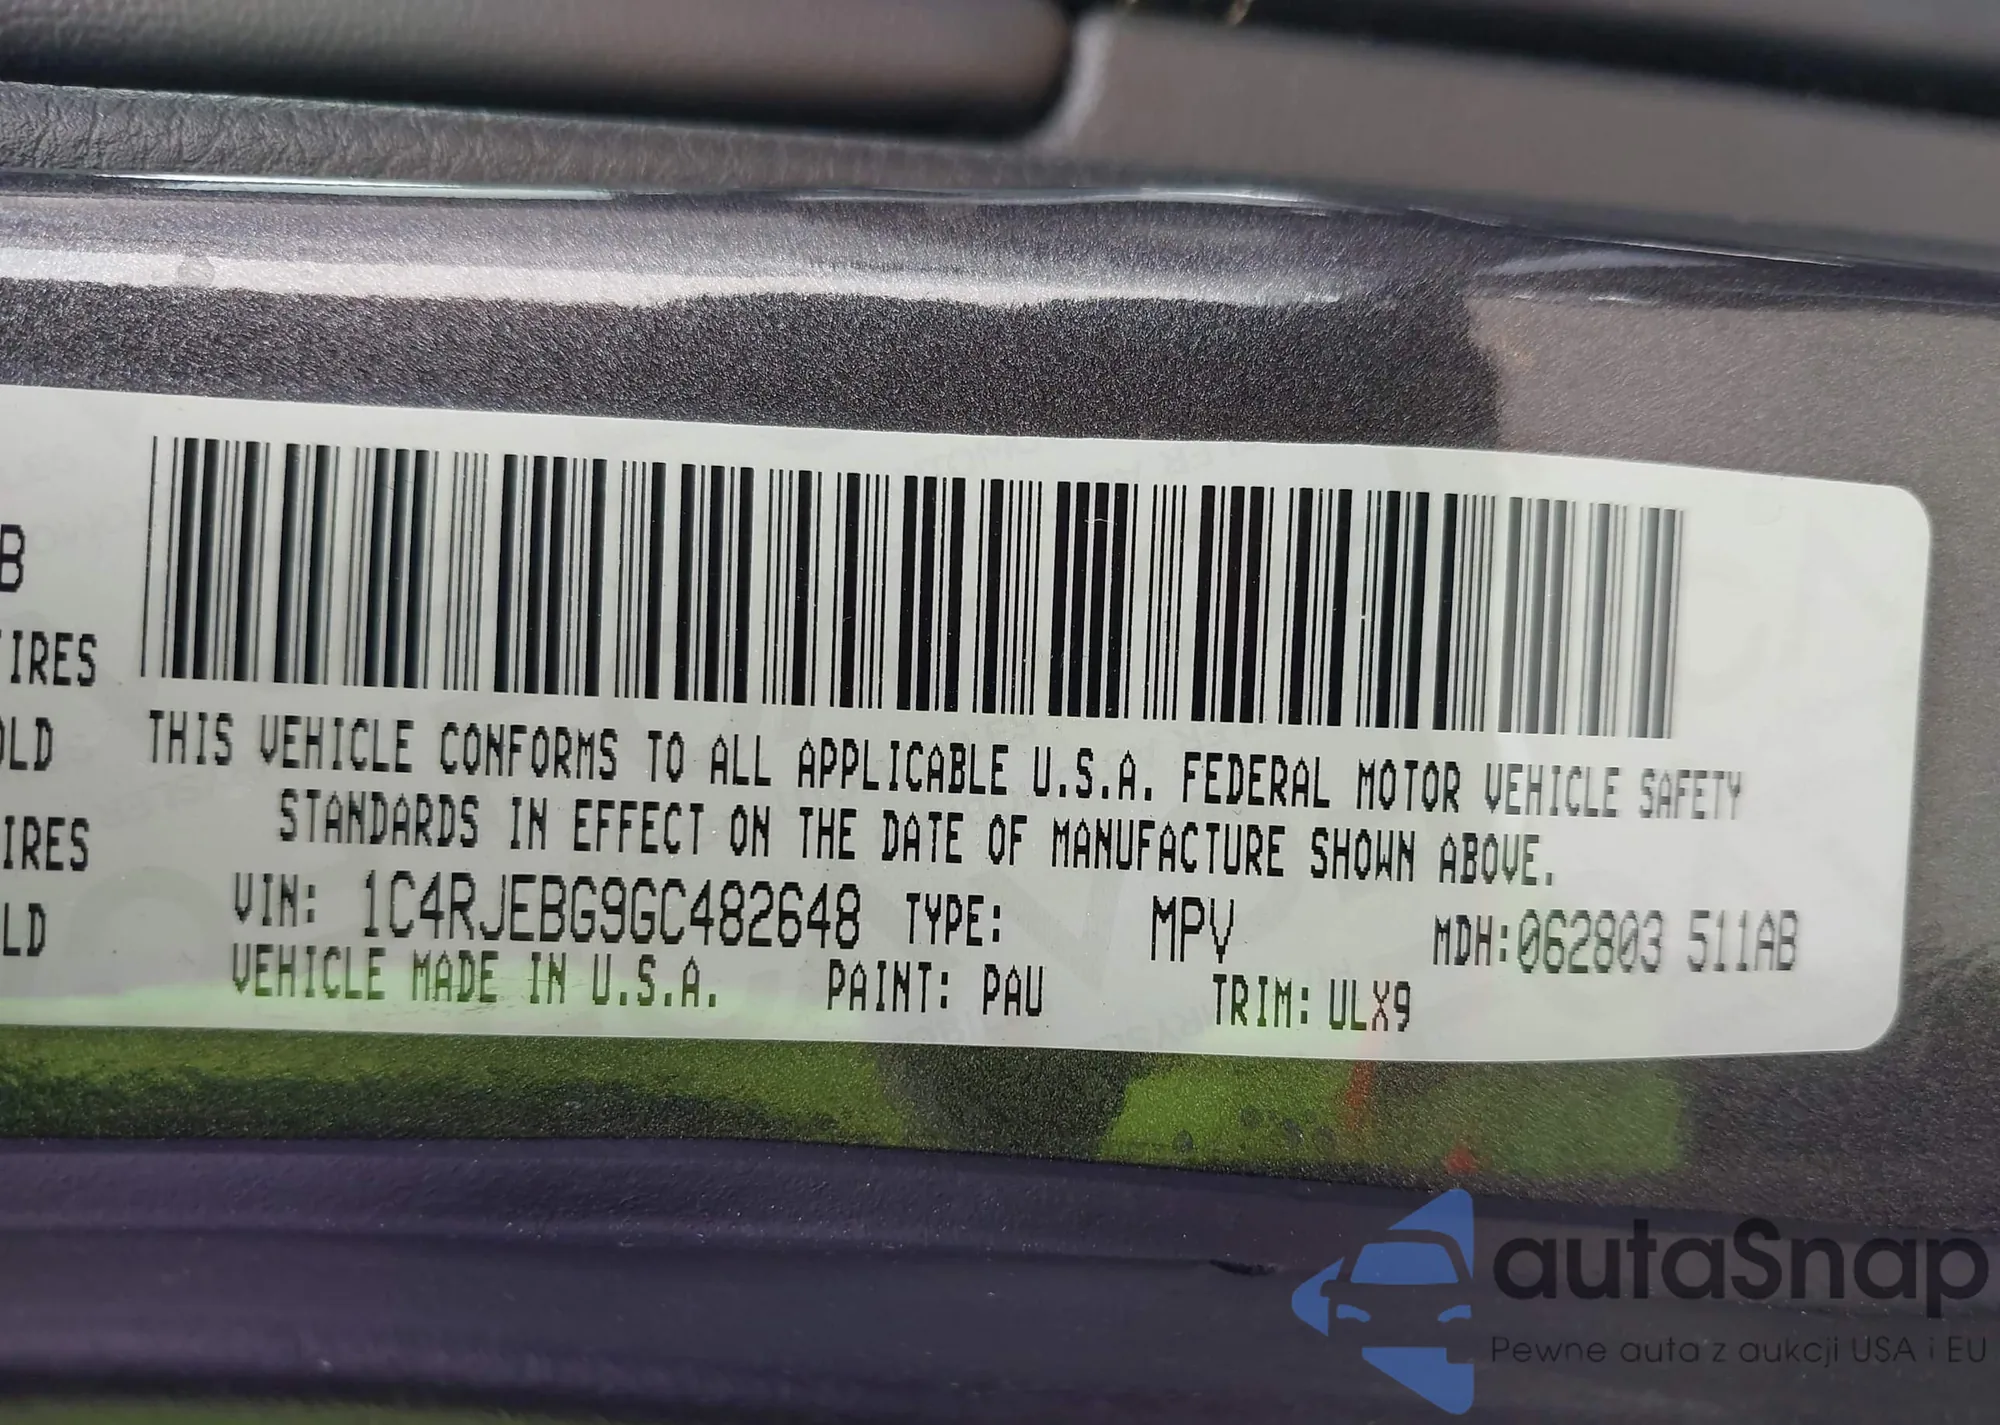 B
IRES
OLD
IRES
LD
THIS VEHICLE CONFORMS TO ALL APPLICABLE U.S.A. FEDERAL MOTOR VEHICLE SAFETY
STANDARDS IN EFFECT ON THE DATE OF MANUFACTURE SHOWN ABOVE.
VIN: 1C4RJEBG9GC482648 TYPE: MPV MDH:062803 511AB
VEHICLE MADE IN U.S.A. PAINT: PAU TRIM: ULX9
autaSnap
Pewne auta z aukcji USA i EU